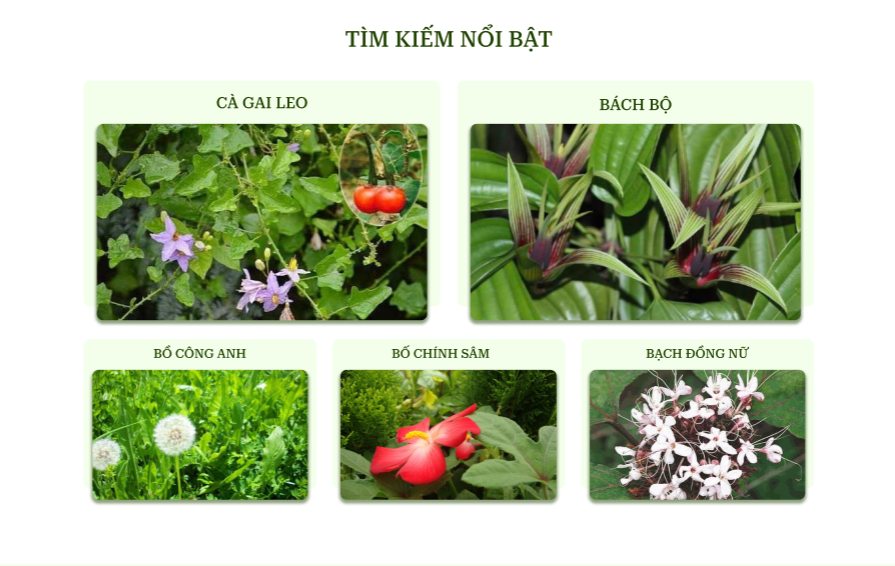 TÌM KIẾM NỔI BẬT
CÀ GAI LEO
BÁCH BỘ
BỒ CÔNG ANH
BỐ CHÍNH SÂM
BẠCH ĐỒNG NỮ